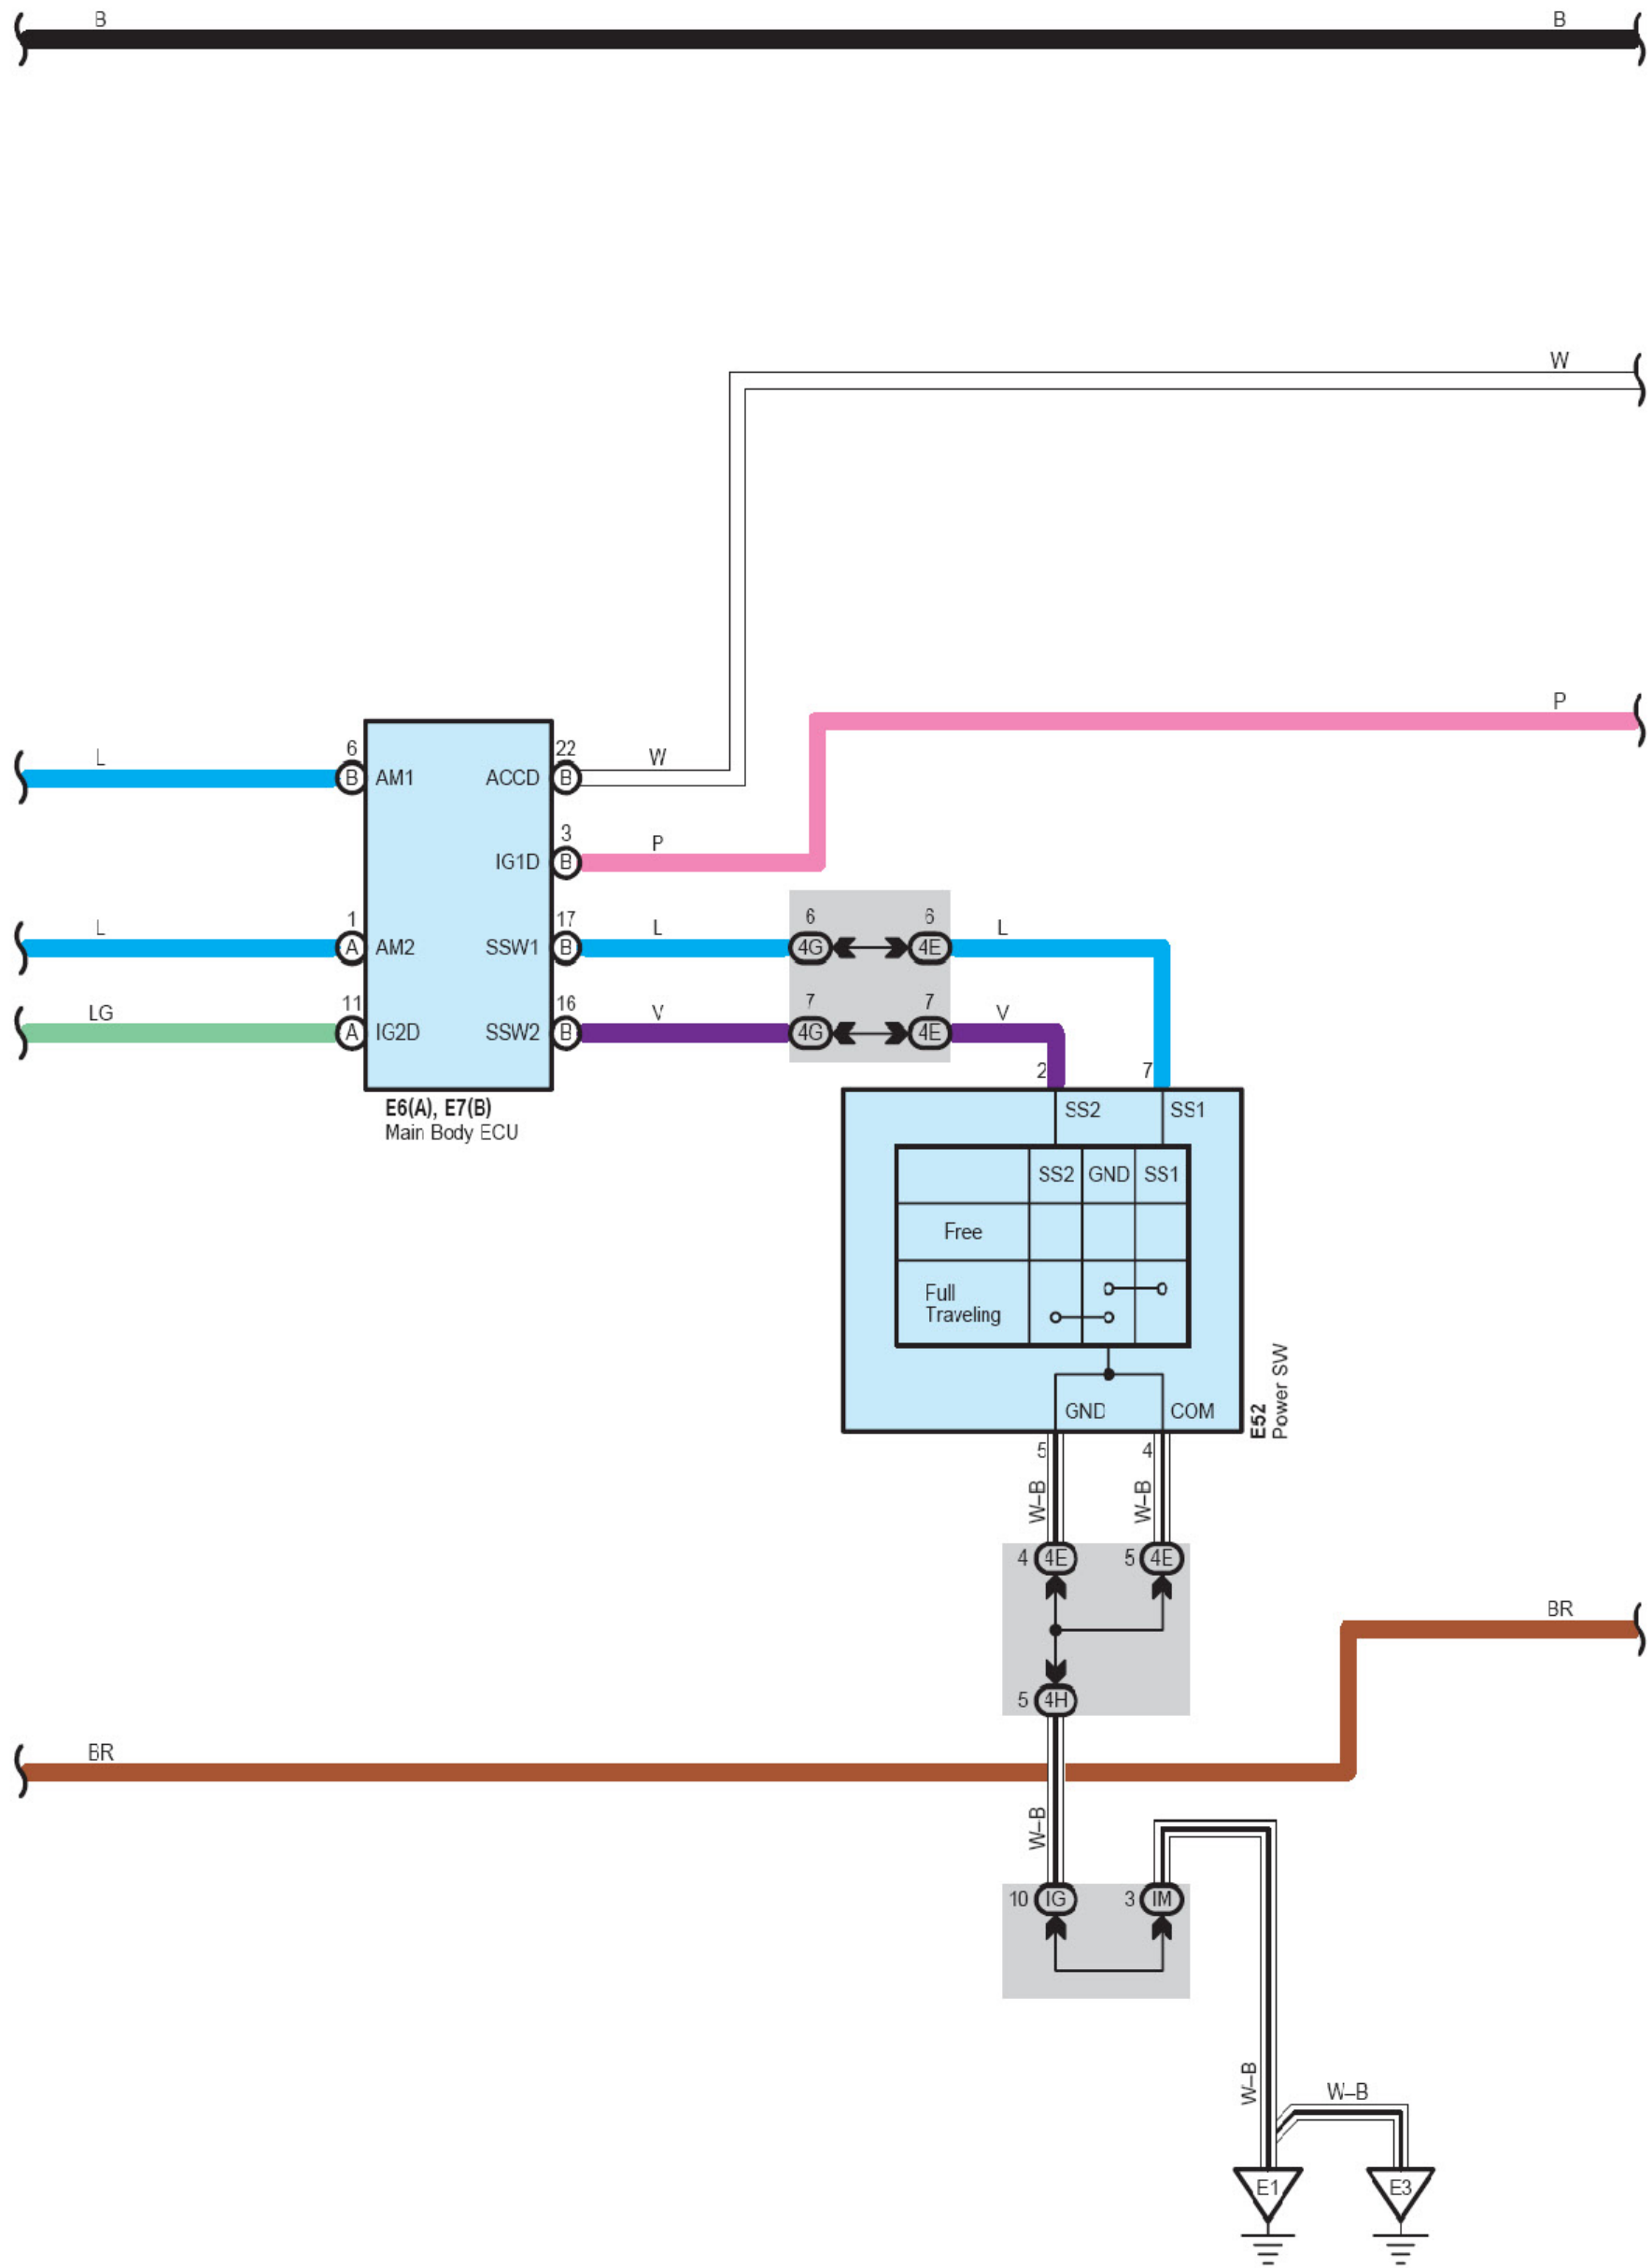 B
B
W
P
L
6
B
AM1
ACCD
22
B
W
3
IG1D
B
P
L
1
A
AM2
SSW1
17
B
L
6
4G
6
4E
L
LG
11
A
IG2D
SSW2
16
B
V
7
4G
7
4E
V
E6(A), E7(B)
Main Body ECU
2
7
SS2
SS1
SS2
GND
SS1
Free
Full
Traveling
GND
COM
E52
Power SW
5
4
W–B
W–B
4
4E
5
4E
5
4H
BR
BR
W–B
10
IG
3
IM
W–B
W–B
E1
E3